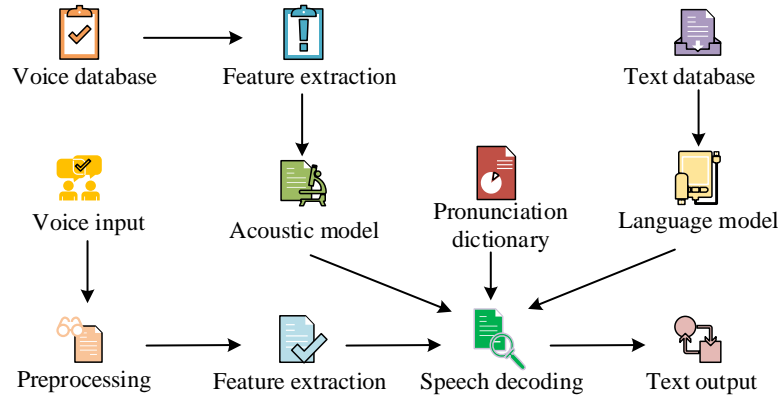 Voice database
Feature extraction
Text database
Voice input
Acoustic model
Pronunciation
dictionary
Language model
Preprocessing
Feature extraction
Speech decoding
Text output